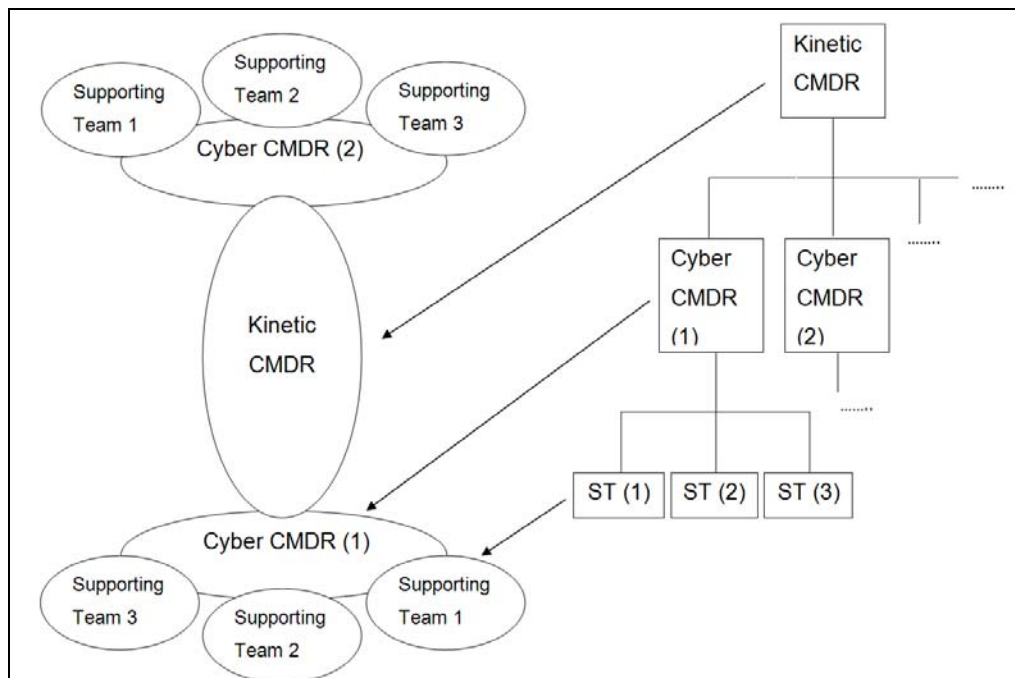 Supporting
Team 1
Supporting
Team 2
Supporting
Team 3
Cyber CMDR (2)
Kinetic
CMDR
Cyber CMDR (1)
Supporting
Team 3
Supporting
Team 2
Supporting
Team 1
Kinetic
CMDR
........
........
Cyber
CMDR
(1)
Cyber
CMDR
(2)
........
ST (1)
ST (2)
ST (3)